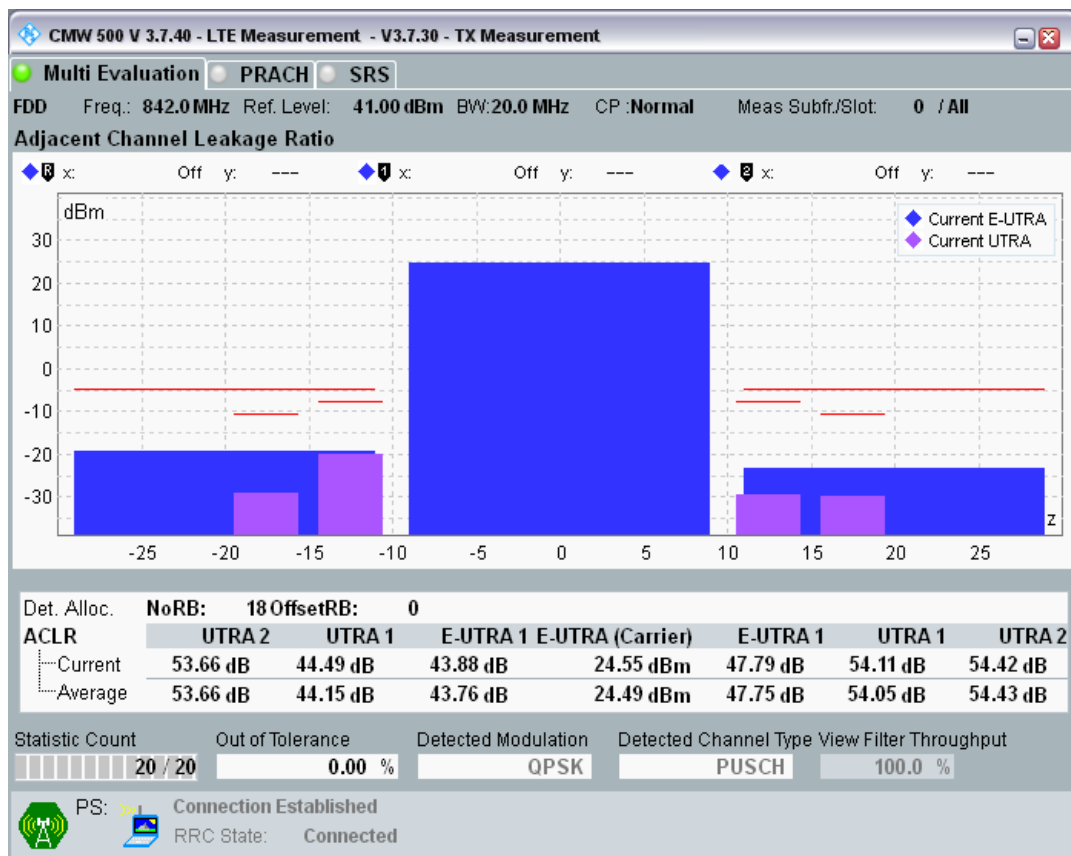 CMW 500 V 3.7.40 - LTE Measurement - V3.7.30 - TX Measurement
Multi Evaluation PRACH SRS
FDD Freq.: 842.0 MHz Ref. Level: 41.00 dBm BW:20.0 MHz CP :Normal Meas Subfr./Slot: 0 / All
Adjacent Channel Leakage Ratio
R x: Off y: --- 1 x: Off y: --- 2 x: Off y: ---
dBm
Current E-UTRA
Current UTRA
30
20
10
0
-10
-20
-30
z
-25 -20 -15 -10 -5 0 5 10 15 20 25
Det. Alloc. NoRB: 18 OffsetRB: 0
ACLR UTRA 2 UTRA 1 E-UTRA 1 E-UTRA (Carrier) E-UTRA 1 UTRA 1 UTRA 2
Current 53.66 dB 44.49 dB 43.88 dB 24.55 dBm 47.79 dB 54.11 dB 54.42 dB
Average 53.66 dB 44.15 dB 43.76 dB 24.49 dBm 47.75 dB 54.05 dB 54.43 dB
Statistic Count Out of Tolerance Detected Modulation Detected Channel Type View Filter Throughput
20 / 20 0.00 % QPSK PUSCH 100.0 %
PS: Connection Established
RRC State: Connected